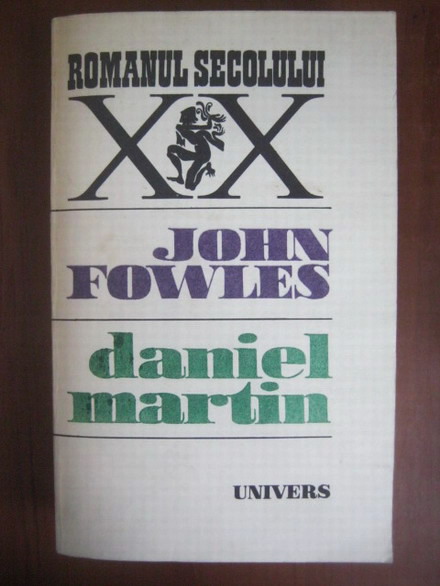 ROMANUL SECOLULUI
XX
JOHN
FOWLES
daniel
martin
UNIVERS